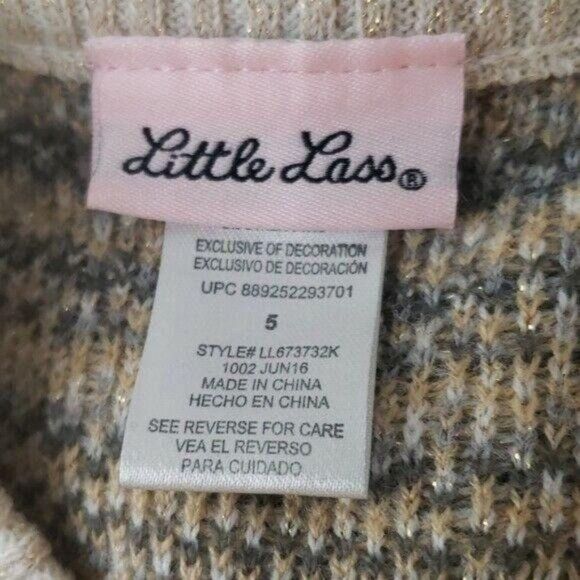 Little Lass®
EXCLUSIVE OF DECORATION
EXCLUSIVO DE DECORACIÓN
UPC 889252293701
5
STYLE# LL673732K
1002 JUN16
MADE IN CHINA
HECHO EN CHINA
SEE REVERSE FOR CARE
VEA EL REVERSO
PARA CUIDADO